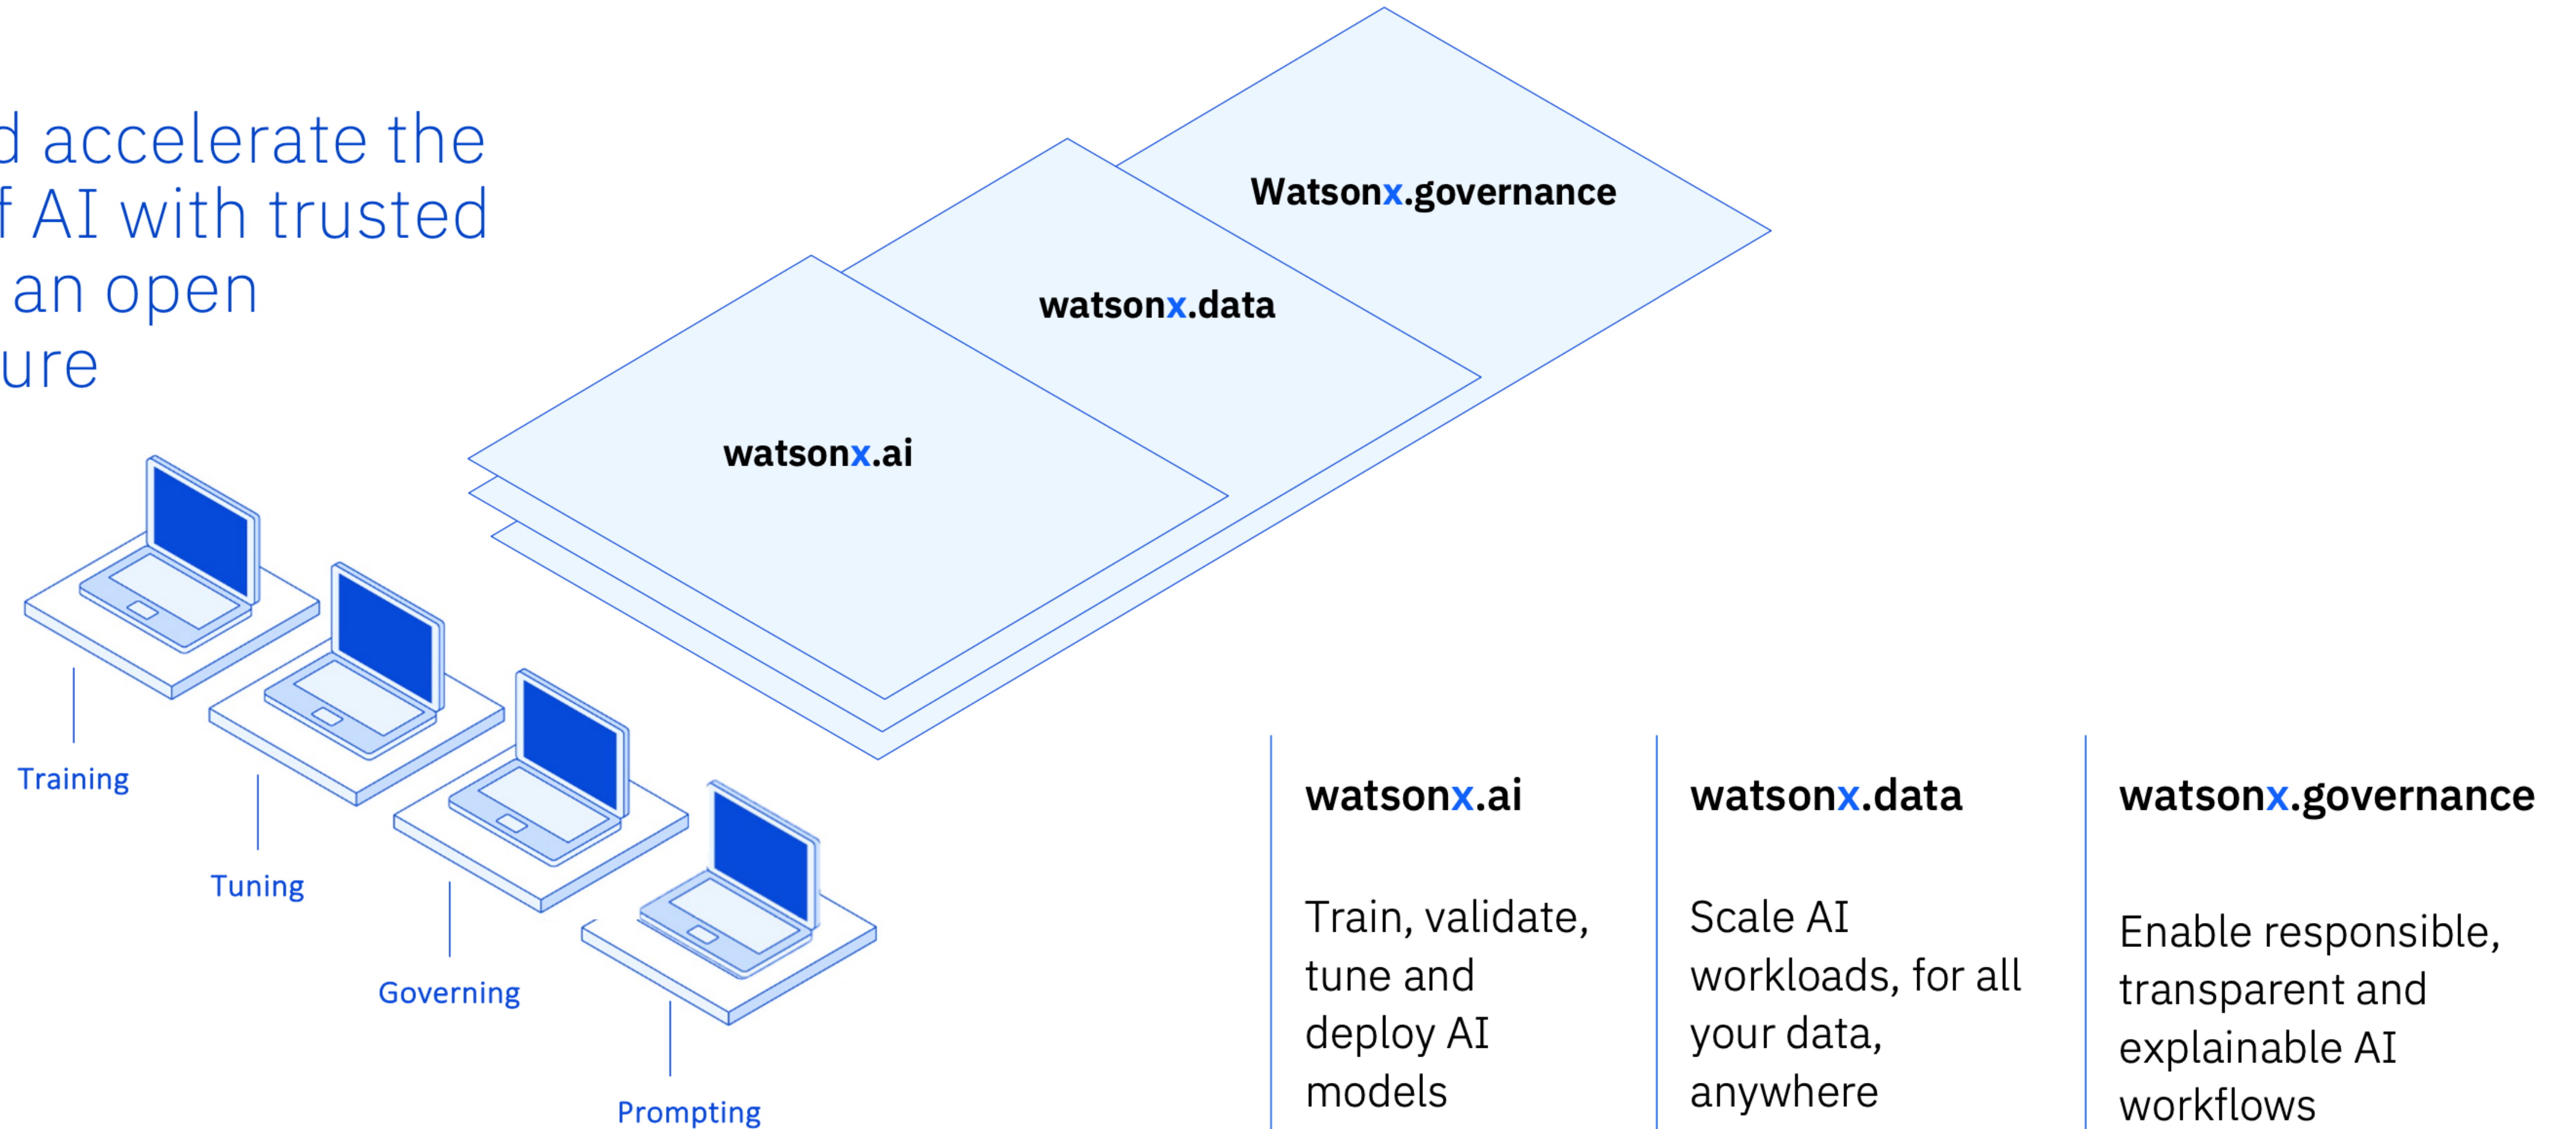 d accelerate the
f AI with trusted
an open
ure
Watsonx.governance
watsonx.data
watsonx.ai
Training
Tuning
Governing
Prompting
watsonx.ai
Train, validate,
tune and
deploy AI
models
watsonx.data
Scale AI
workloads, for all
your data,
anywhere
watsonx.governance
Enable responsible,
transparent and
explainable AI
workflows